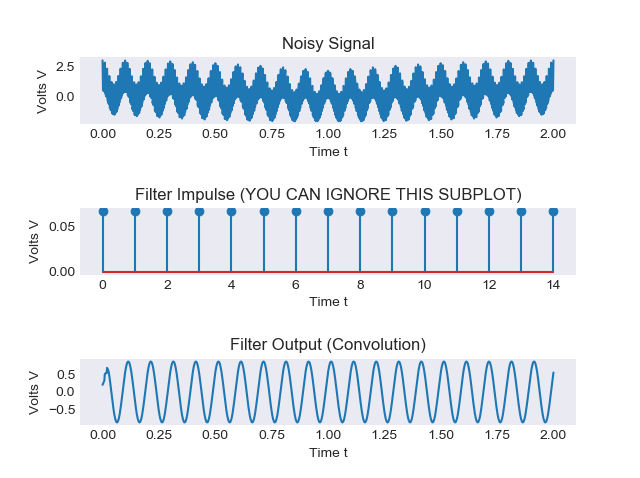 Noisy Signal
2.5
0.0
Volts V
0.00 0.25 0.50 0.75 1.00 1.25 1.50 1.75 2.00
Time t
Filter Impulse (YOU CAN IGNORE THIS SUBPLOT)
0.05
0.00
Volts V
0 2 4 6 8 10 12 14
Time t
Filter Output (Convolution)
0.5
0.0
−0.5
Volts V
0.00 0.25 0.50 0.75 1.00 1.25 1.50 1.75 2.00
Time t